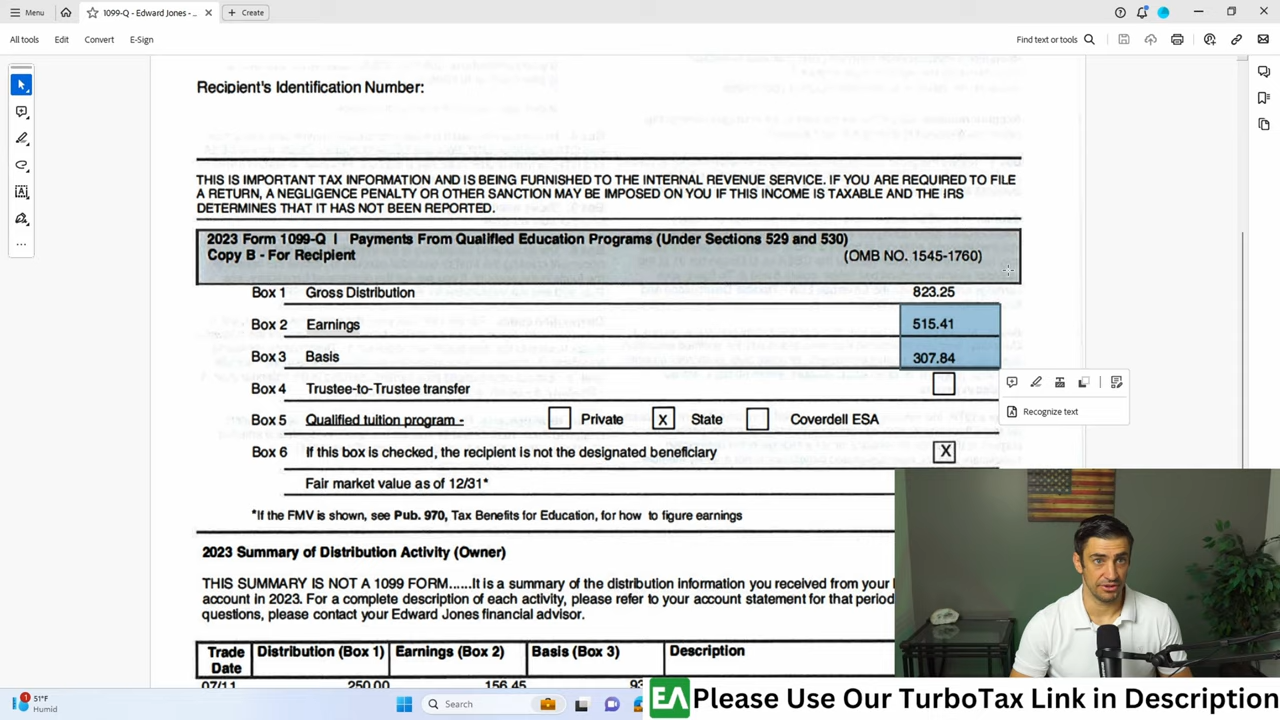 Menu
1099-Q - Edward Jones - ...
Create
All tools
Edit
Convert
E-Sign
Find text or tools
Recipient's Identification Number:
THIS IS IMPORTANT TAX INFORMATION AND IS BEING FURNISHED TO THE INTERNAL REVENUE SERVICE. IF YOU ARE REQUIRED TO FILE
A RETURN, A NEGLIGENCE PENALTY OR OTHER SANCTION MAY BE IMPOSED ON YOU IF THIS INCOME IS TAXABLE AND THE IRS
DETERMINES THAT IT HAS NOT BEEN REPORTED.
2023 Form 1099-Q | Payments From Qualified Education Programs (Under Sections 529 and 530)
Copy B - For Recipient (OMB NO. 1545-1760)
Box 1 Gross Distribution 823.25
Box 2 Earnings 515.41
Box 3 Basis 307.84
Box 4 Trustee-to-Trustee transfer
Recognize text
Box 5 Qualified tuition program - Private X State Coverdell ESA
Box 6 If this box is checked, the recipient is not the designated beneficiary X
Fair market value as of 12/31*
*If the FMV is shown, see Pub. 970, Tax Benefits for Education, for how to figure earnings
2023 Summary of Distribution Activity (Owner)
THIS SUMMARY IS NOT A 1099 FORM......It is a summary of the distribution information you received from your
account in 2023. For a complete description of each activity, please refer to your account statement for that period
questions, please contact your Edward Jones financial advisor.
Trade Date Distribution (Box 1) Earnings (Box 2) Basis (Box 3) Description
07/11 250.00 156.45 93
1
51°F
Humid
Search
EA Please Use Our TurboTax Link in Description